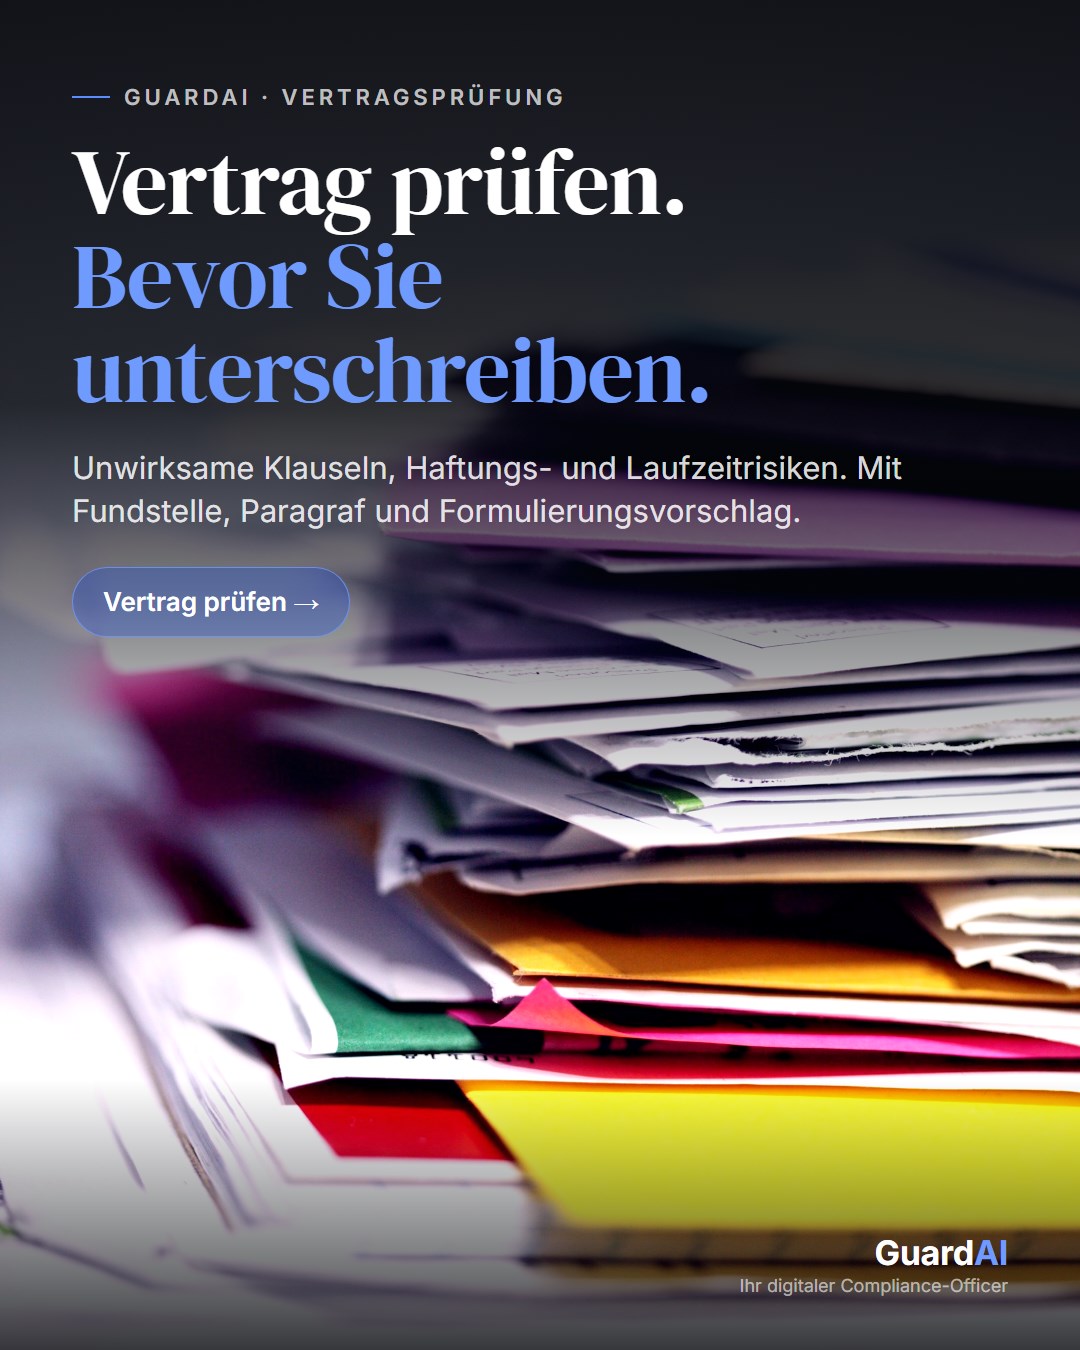 GUARDAI · VERTRAGSPRÜFUNG
Vertrag prüfen.
Bevor Sie
unterschreiben.
Unwirksame Klauseln, Haftungs- und Laufzeitrisiken. Mit
Fundstelle, Paragraf und Formulierungsvorschlag.
Vertrag prüfen →
GuardAI
Ihr digitaler Compliance-Officer